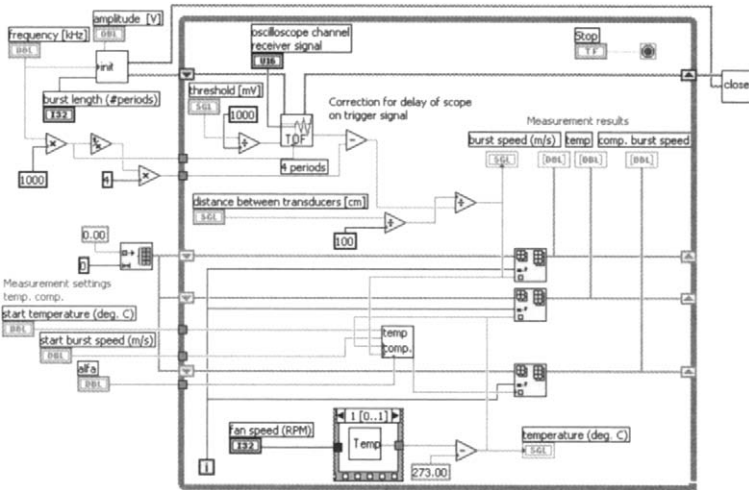 amplitude [V]
DBL
frequency [kHz]
DBL
init
burst length (#periods)
I32
1000
4
oscilloscope channel
receiver signal
U16
threshold [mV]
SGL
1000
TOF
4 periods
Correction for delay of scope
on trigger signal
Stop
TF
close
Measurement results
burst speed (m/s)
temp
comp. burst speed
SGL
[DBL]
[DBL]
[DBL]
distance between transducers [cm]
SGL
100
0.00
0
Measurement settings
temp. comp.
start temperature (deg. C)
DBL
start burst speed (m/s)
DBL
alfa
DBL
temp
comp.
fan speed (RPM)
I32
1 [0..1]
Temp
273.00
temperature (deg. C)
SGL
i